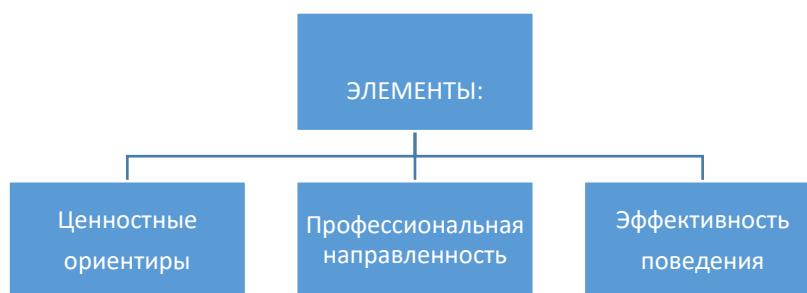 ЭЛЕМЕНТЫ:
Ценностные
ориентиры
Профессиональная
направленность
Эффективность
поведения